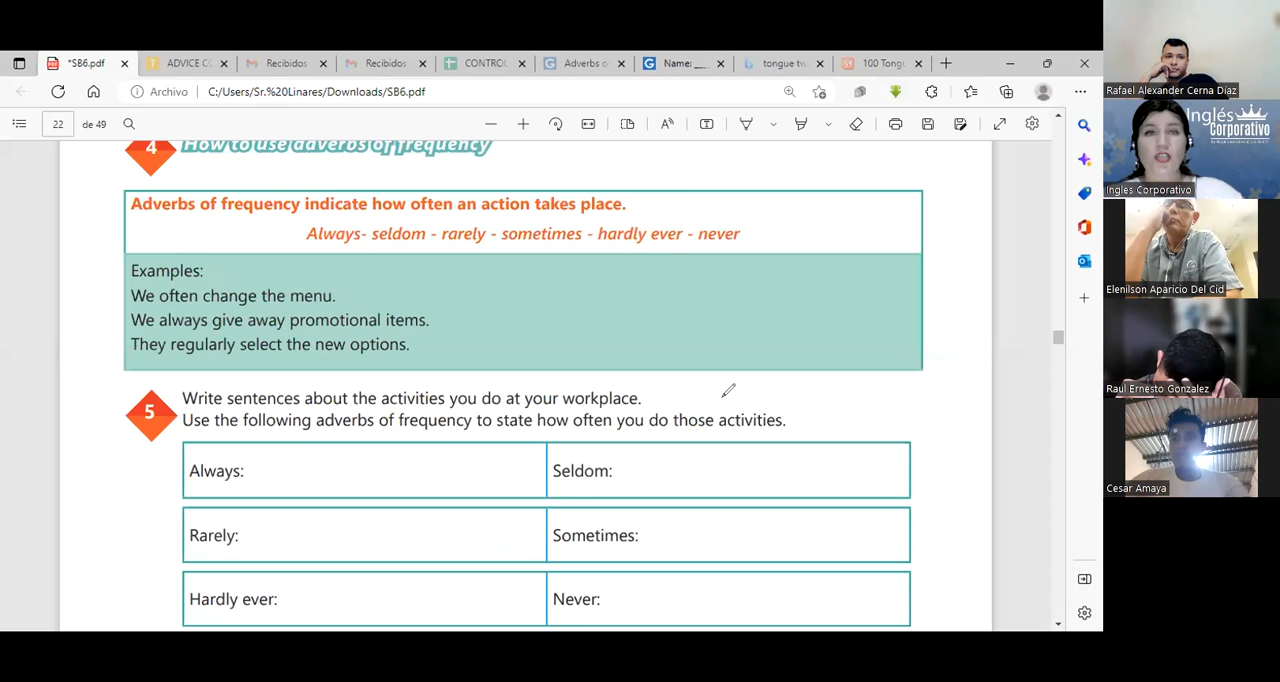 *SB6.pdf
ADVICE CO
Recibidos
Recibidos
CONTROL
Adverbs o
Name: ___
tongue tw
100 Tongu
Archivo
C:/Users/Sr.%20Linares/Downloads/SB6.pdf
22
de 49
4
How to use adverbs of frequency
Adverbs of frequency indicate how often an action takes place.
Always- seldom - rarely - sometimes - hardly ever - never
Examples:
We often change the menu.
We always give away promotional items.
They regularly select the new options.
5
Write sentences about the activities you do at your workplace.
Use the following adverbs of frequency to state how often you do those activities.
Always:
Seldom:
Rarely:
Sometimes:
Hardly ever:
Never:
Rafael Alexander Cerna Díaz
Inglés
Corporativo
Ingles Corporativo
Elenilson Aparicio Del Cid
Raul Ernesto Gonzalez
Cesar Amaya